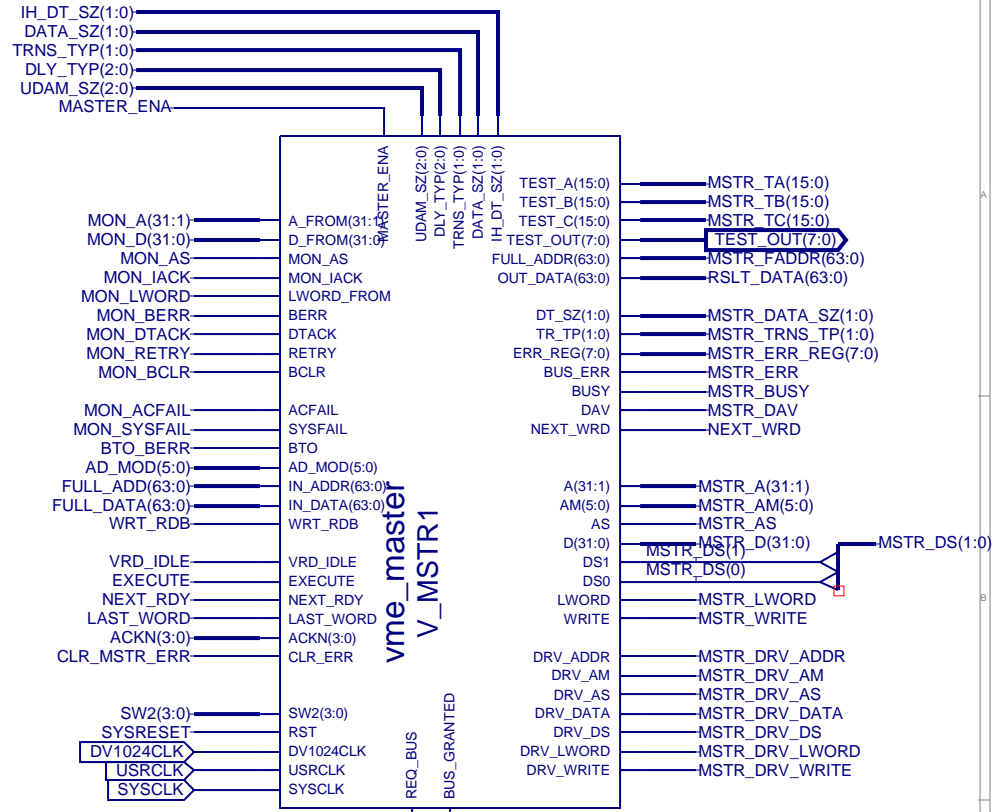 IH_DT_SZ(1:0)
DATA_SZ(1:0)
TRNS_TYP(1:0)
DLY_TYP(2:0)
UDAM_SZ(2:0)
MASTER_ENA
MASTER_ENA
UDAM_SZ(2:0)
DLY_TYP(2:0)
TRNS_TYP(1:0)
DATA_SZ(1:0)
IH_DT_SZ(1:0)
TEST_A(15:0) MSTR_TA(15:0)
TEST_B(15:0) MSTR_TB(15:0)
A
MON_A(31:1) A_FROM(31:1) TEST_C(15:0) MSTR_TC(15:0)
MON_D(31:0) D_FROM(31:0) TEST_OUT(7:0) TEST_OUT(7:0)
MON_AS MON_AS FULL_ADDR(63:0) MSTR_FADDR(63:0)
MON_IACK MON_IACK OUT_DATA(63:0) RSLT_DATA(63:0)
MON_LWORD LWORD_FROM
MON_BERR BERR DT_SZ(1:0) MSTR_DATA_SZ(1:0)
MON_DTACK DTACK TR_TP(1:0) MSTR_TRNS_TP(1:0)
MON_RETRY RETRY ERR_REG(7:0) MSTR_ERR_REG(7:0)
MON_BCLR BCLR BUS_ERR MSTR_ERR
BUSY MSTR_BUSY
MON_ACFAIL ACFAIL DAV MSTR_DAV
MON_SYSFAIL SYSFAIL NEXT_WRD NEXT_WRD
BTO_BERR BTO
AD_MOD(5:0) AD_MOD(5:0)
FULL_ADD(63:0) IN_ADDR(63:0) A(31:1) MSTR_A(31:1)
FULL_DATA(63:0) IN_DATA(63:0) AM(5:0) MSTR_AM(5:0)
WRT_RDB WRT_RDB AS MSTR_AS
vme_master
V_MSTR1
D(31:0) MSTR_D(31:0) MSTR_DS(1:0)
MSTR_DS(1)
VRD_IDLE VRD_IDLE DS1
MSTR_DS(0)
EXECUTE EXECUTE DS0
NEXT_RDY NEXT_RDY LWORD MSTR_LWORD
B
LAST_WORD LAST_WORD WRITE MSTR_WRITE
ACKN(3:0) ACKN(3:0)
CLR_MSTR_ERR CLR_ERR DRV_ADDR MSTR_DRV_ADDR
DRV_AM MSTR_DRV_AM
DRV_AS MSTR_DRV_AS
SW2(3:0) SW2(3:0) DRV_DATA MSTR_DRV_DATA
SYSRESET RST DRV_DS MSTR_DRV_DS
DV1024CLK DV1024CLK DRV_LWORD MSTR_DRV_LWORD
USRCLK USRCLK DRV_WRITE MSTR_DRV_WRITE
SYSCLK SYSCLK
REQ_BUS
BUS_GRANTED